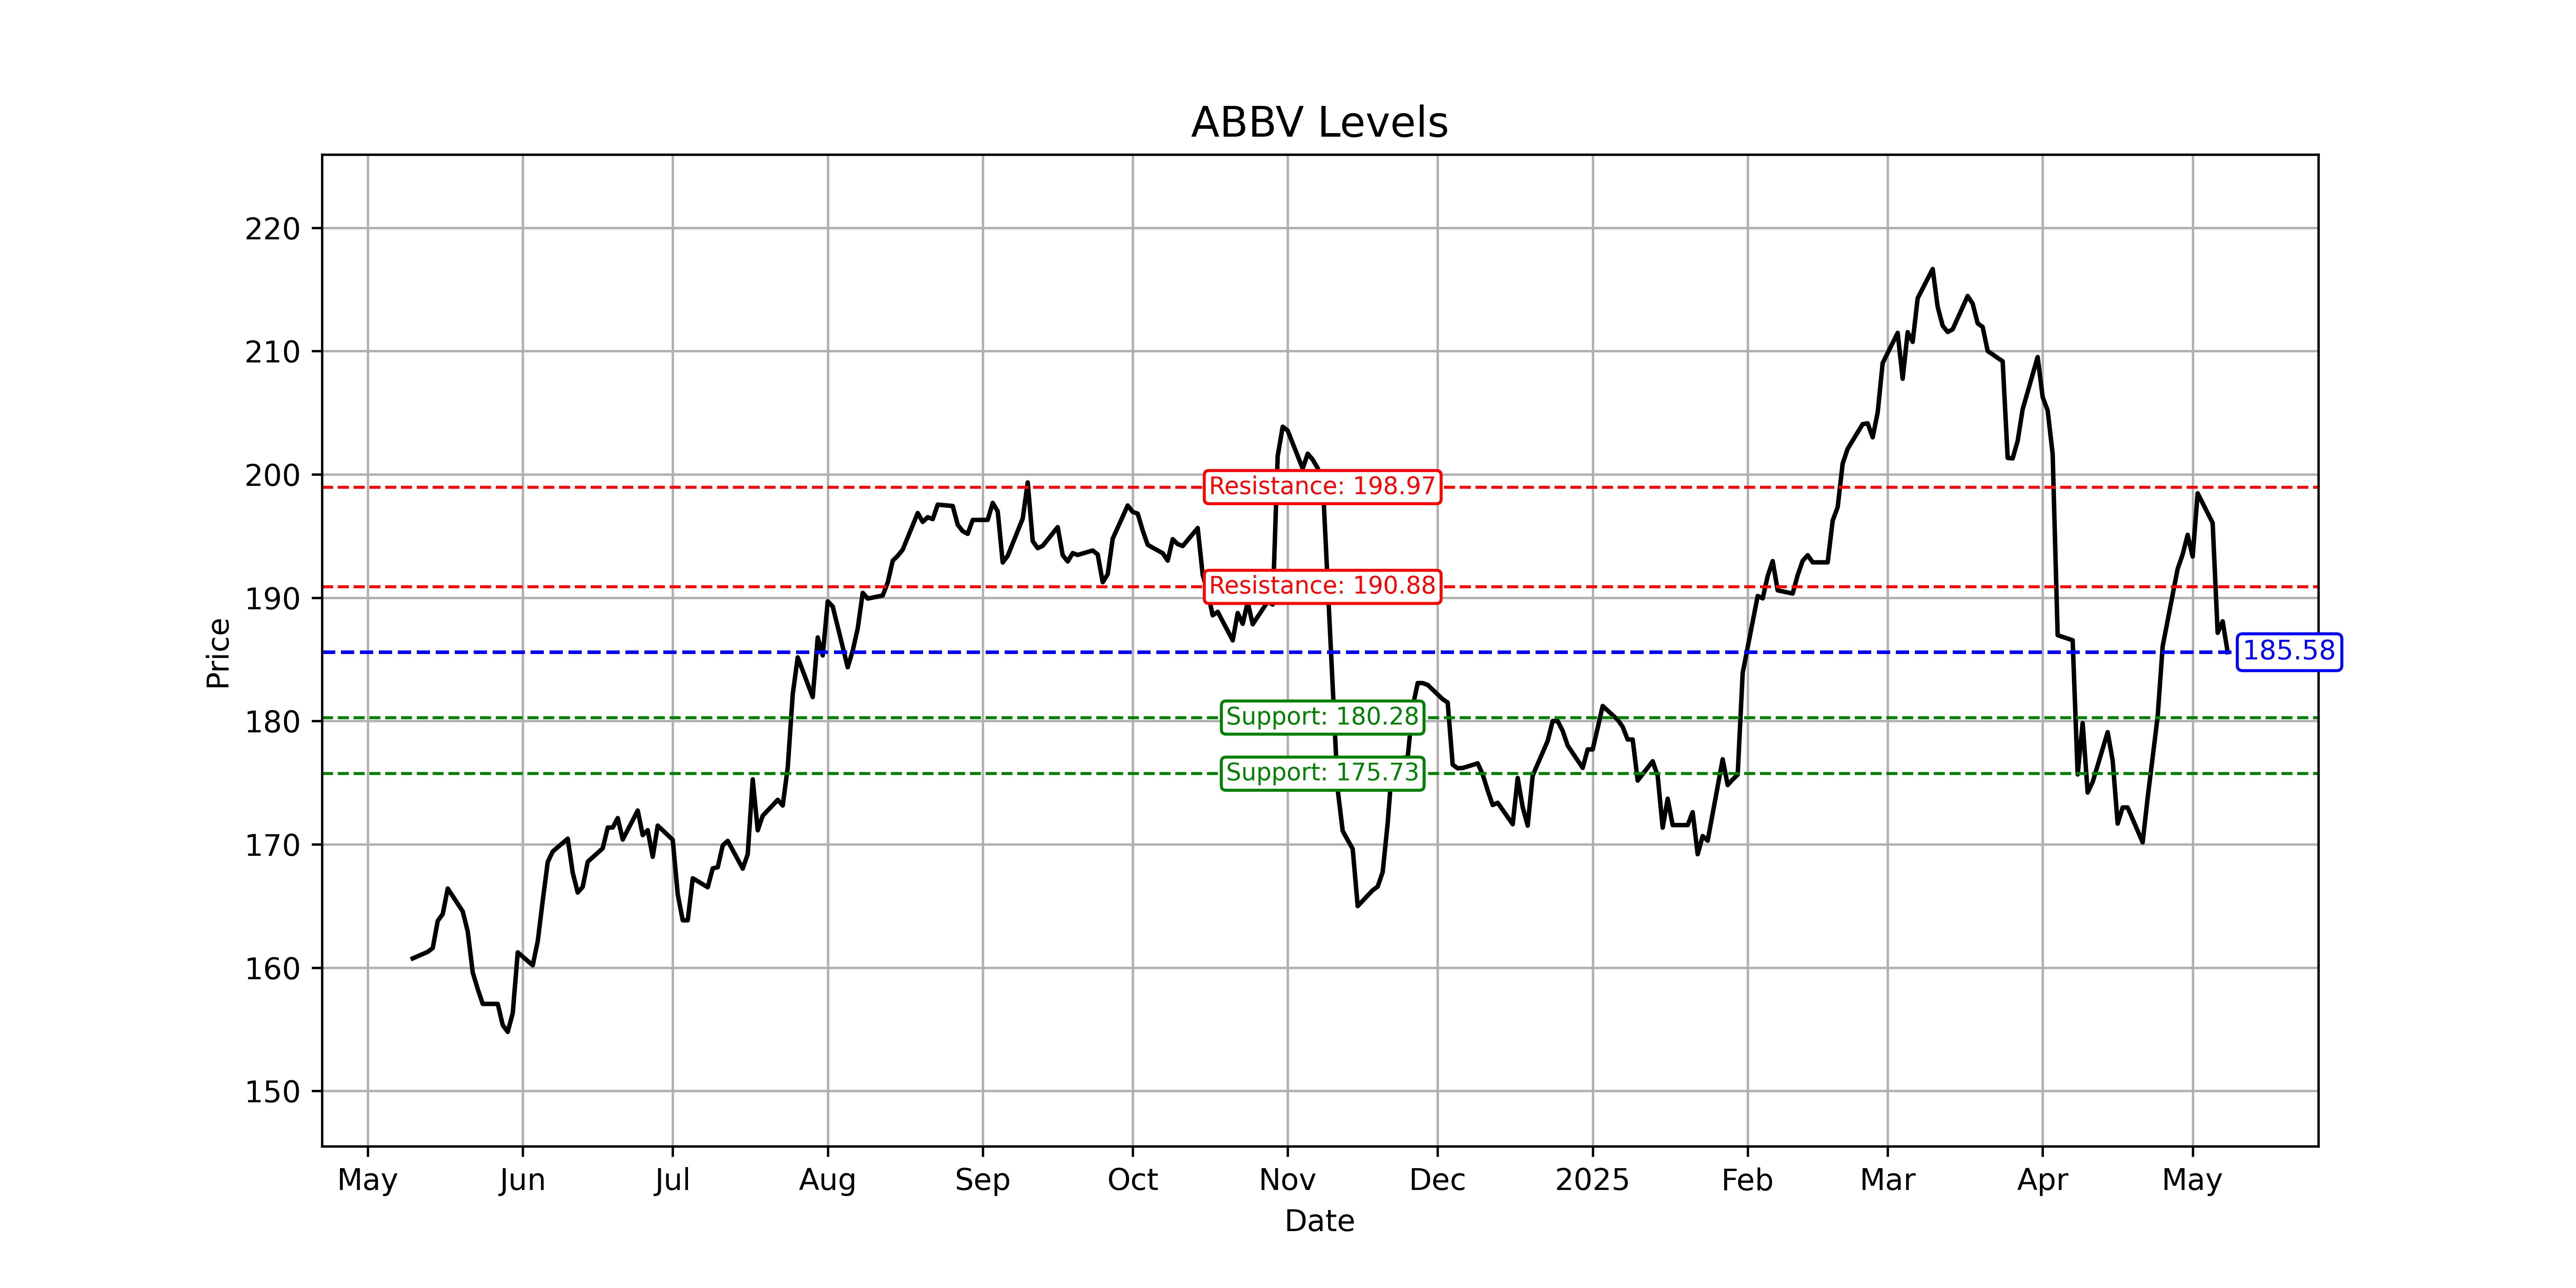 ABBV Levels
220
210
200
190
180
170
160
150
Price
Resistance: 198.97
Resistance: 190.88
185.58
Support: 180.28
Support: 175.73
May Jun Jul Aug Sep Oct Nov Dec 2025 Feb Mar Apr May
Date